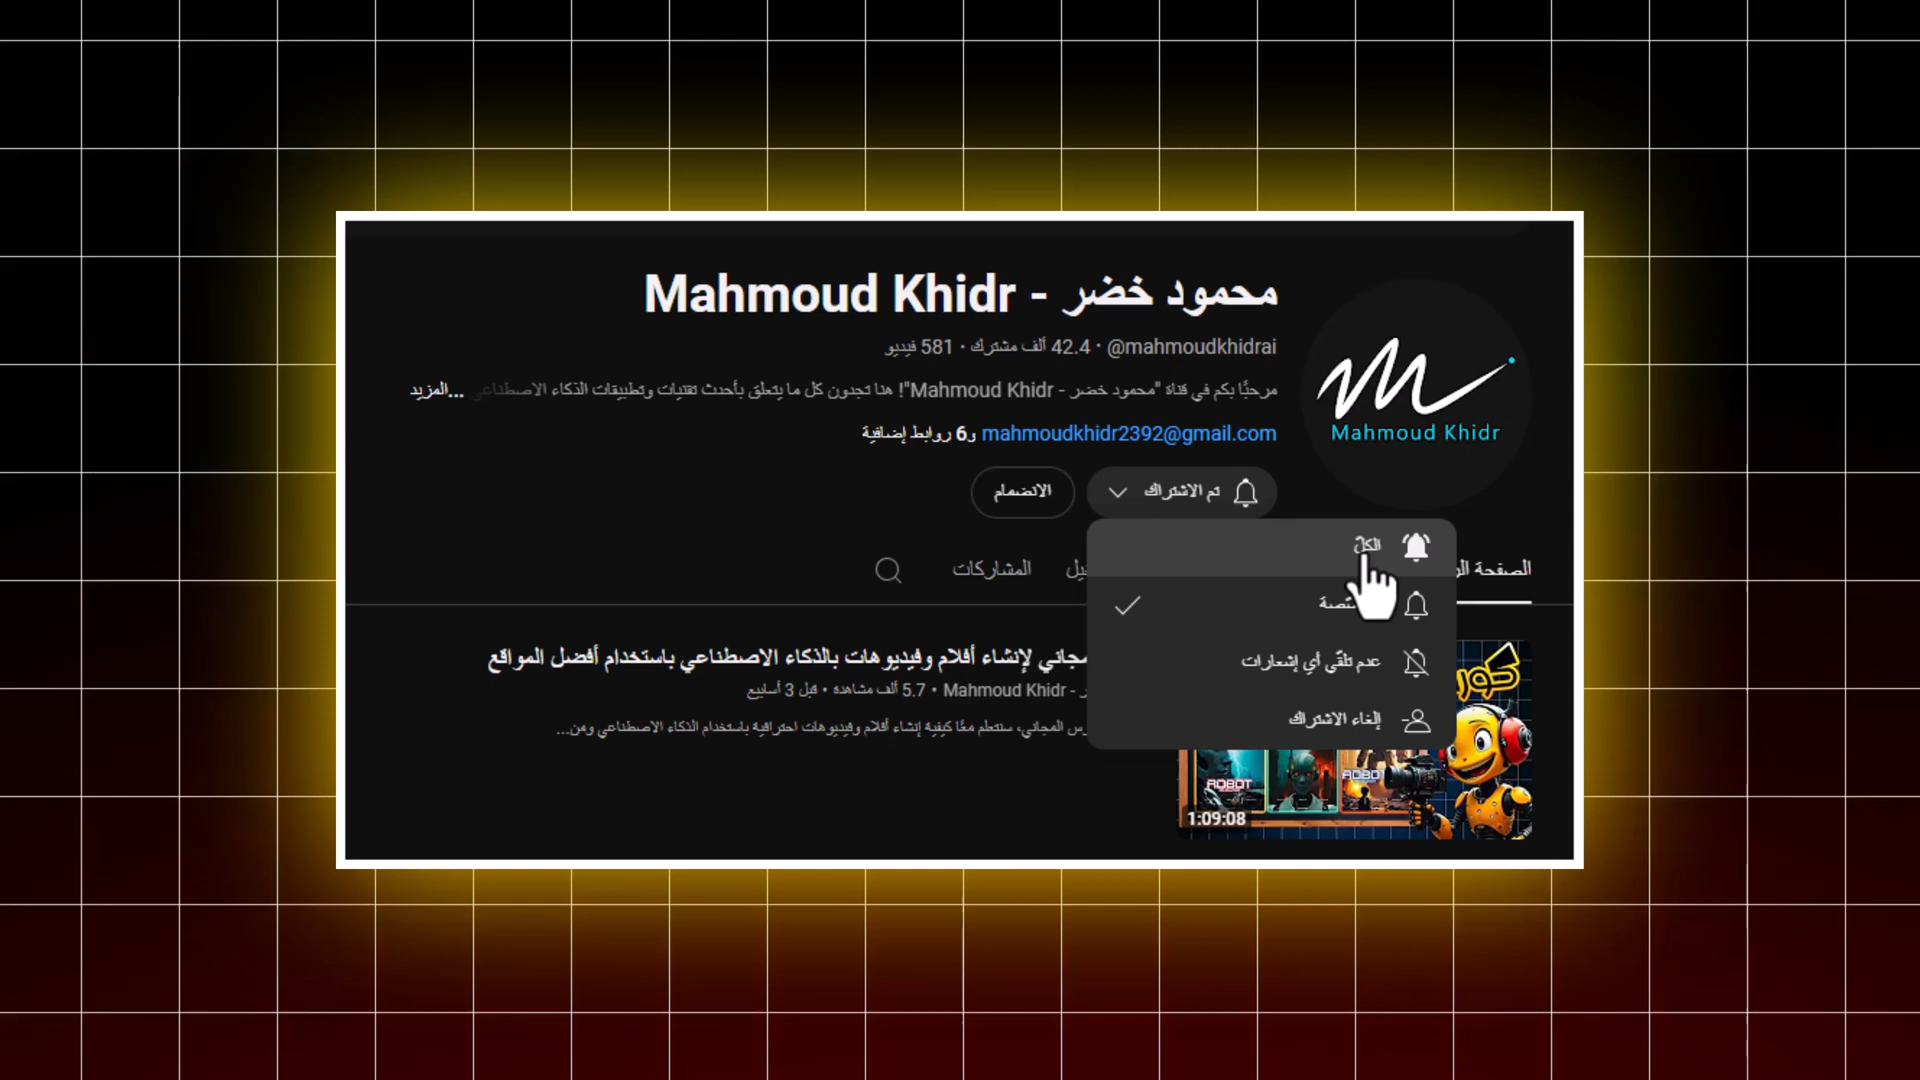 محمود خضر - Mahmoud Khidr
@mahmoudkhidrai · 42.4 ألف مشترك · 581 فيديو
مرحبًا بكم في قناة "محمود خضر - Mahmoud Khidr"! هنا تجدون كل ما يتعلق بأحدث تقنيات وتطبيقات الذكاء الاصطناعي ...المزيد
mahmoudkhidr2392@gmail.com و6 روابط إضافية
Mahmoud Khidr
تم الاشتراك
الانضمام
الكلّ
عدم تلقّي أي إشعارات
إلغاء الاشتراك
الصفحة
المشاركات
مجاني لإنشاء أفلام وفيديوهات بالذكاء الاصطناعي باستخدام أفضل المواقع
- Mahmoud Khidr • 5.7 ألف مشاهدة • قبل 3 أسابيع
المجاني، سنتعلم معًا كيفية إنشاء أفلام وفيديوهات احترافية باستخدام الذكاء الاصطناعي ومن...
ROBOT
ROBOT
1:09:08